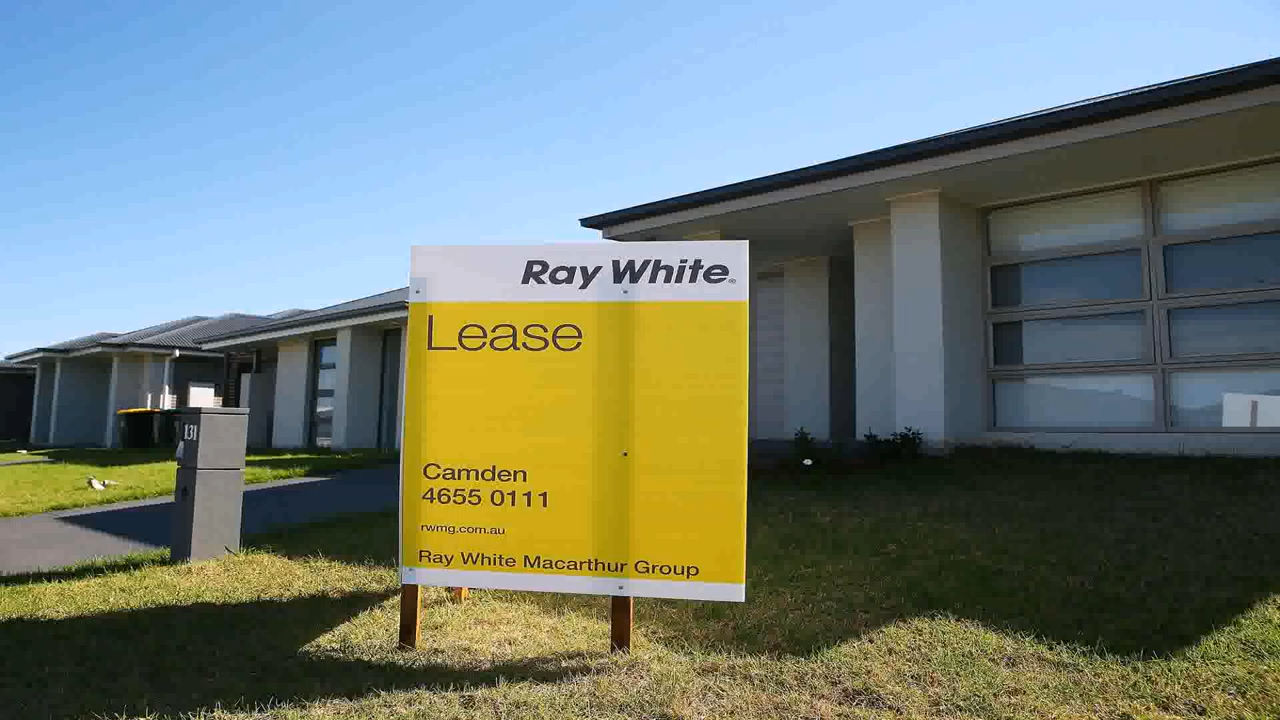 Ray White®
Lease
Camden
4655 0111
rwmg.com.au
Ray White Macarthur Group
131